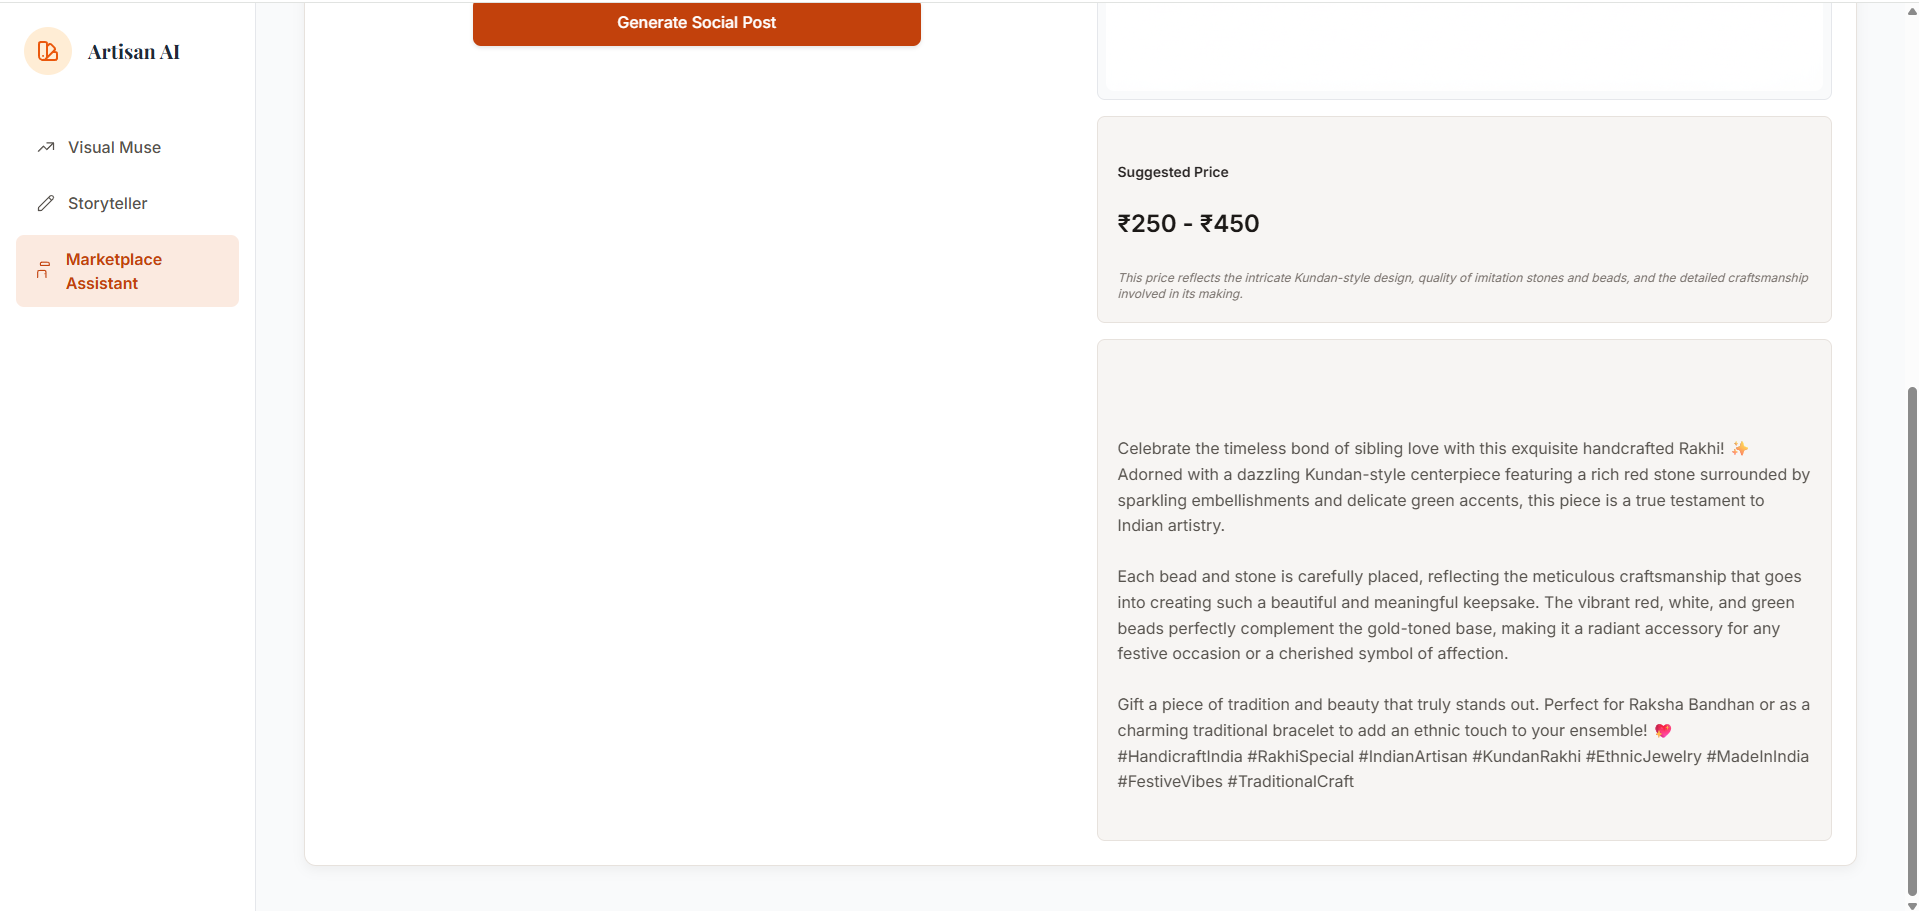 Artisan AI
Visual Muse
Storyteller
Marketplace
Assistant
Generate Social Post
Suggested Price
₹250 - ₹450
This price reflects the intricate Kundan-style design, quality of imitation stones and beads, and the detailed craftsmanship
involved in its making.
Celebrate the timeless bond of sibling love with this exquisite handcrafted Rakhi! ✨
Adorned with a dazzling Kundan-style centerpiece featuring a rich red stone surrounded by
sparkling embellishments and delicate green accents, this piece is a true testament to
Indian artistry.
Each bead and stone is carefully placed, reflecting the meticulous craftsmanship that goes
into creating such a beautiful and meaningful keepsake. The vibrant red, white, and green
beads perfectly complement the gold-toned base, making it a radiant accessory for any
festive occasion or a cherished symbol of affection.
Gift a piece of tradition and beauty that truly stands out. Perfect for Raksha Bandhan or as a
charming traditional bracelet to add an ethnic touch to your ensemble! 💖
#HandicraftIndia #RakhiSpecial #IndianArtisan #KundanRakhi #EthnicJewelry #MadeInIndia
#FestiveVibes #TraditionalCraft